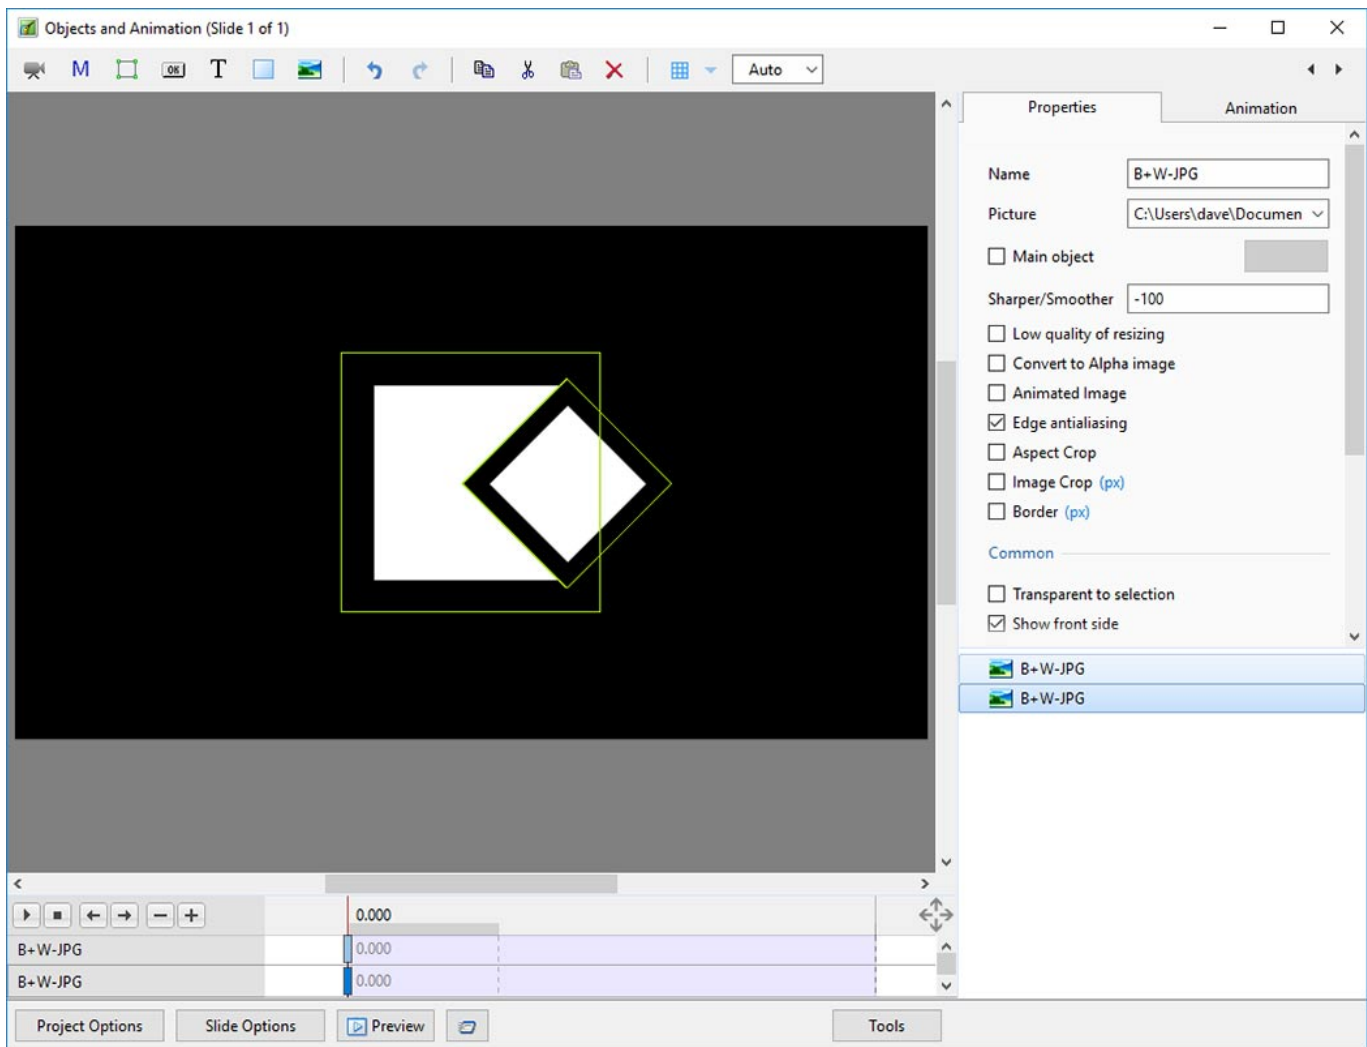 Objects and Animation (Slide 1 of 1)
M OK T Auto
Properties Animation
Name B+W-JPG
Picture C:\Users\dave\Documen
Main object
Sharper/Smoother -100
Low quality of resizing
Convert to Alpha image
Animated Image
Edge antialiasing
Aspect Crop
Image Crop (px)
Border (px)
Common
Transparent to selection
Show front side
B+W-JPG
B+W-JPG
0.000
B+W-JPG 0.000
B+W-JPG 0.000
Project Options Slide Options Preview Tools